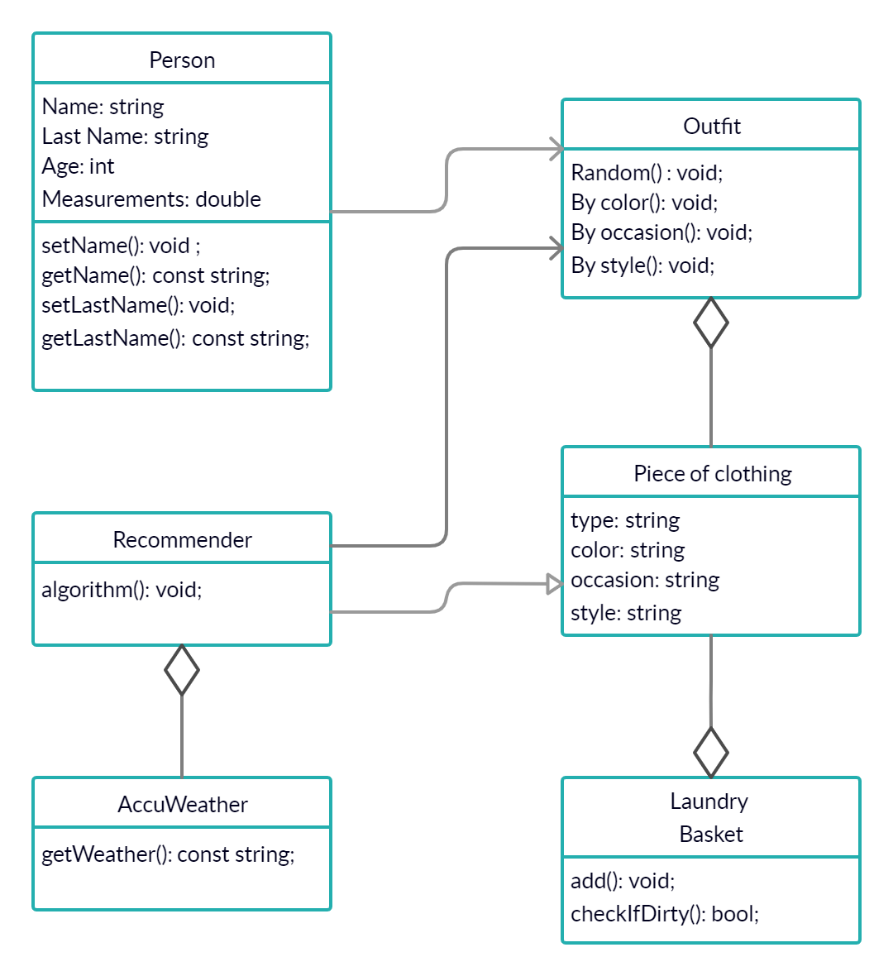 Person
Name: string
Last Name: string
Age: int
Measurements: double
setName(): void ;
getName(): const string;
setLastName(): void;
getLastName(): const string;
Outfit
Random() : void;
By color(): void;
By occasion(): void;
By style(): void;
Recommender
algorithm(): void;
Piece of clothing
type: string
color: string
occasion: string
style: string
AccuWeather
getWeather(): const string;
Laundry
Basket
add(): void;
checkIfDirty(): bool;